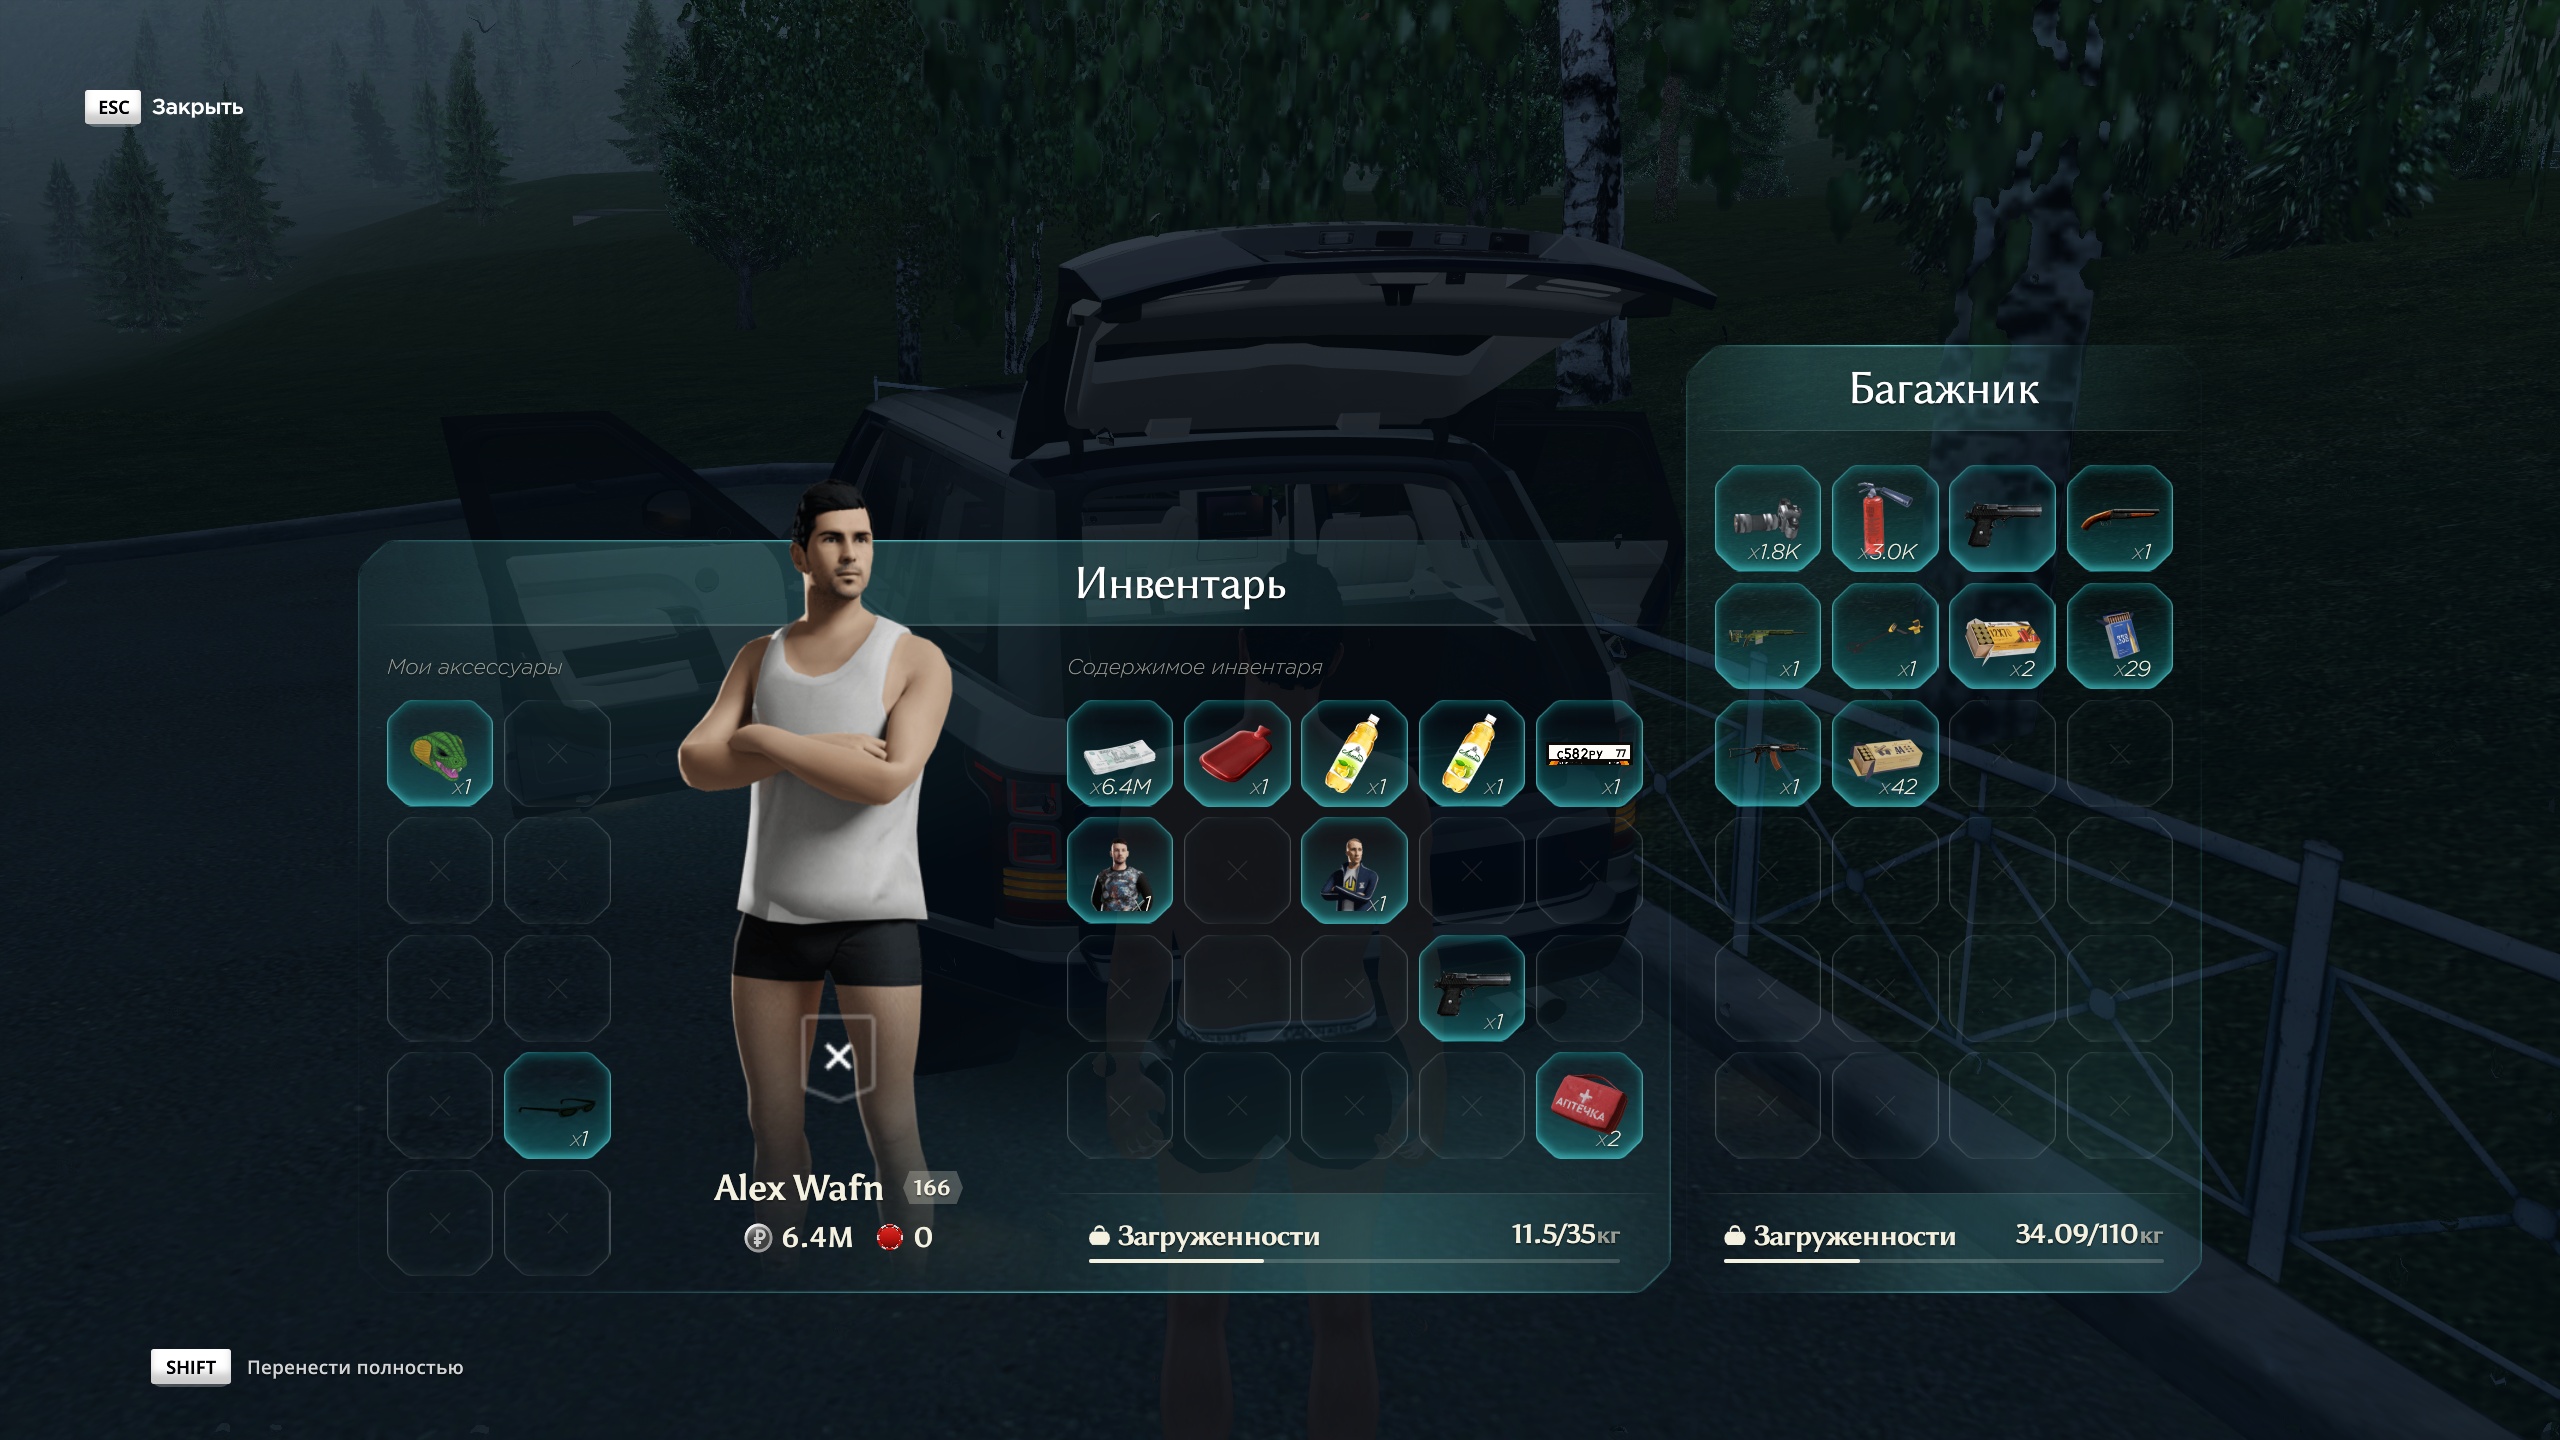 ESC Закрыть
Багажник
x1.8K
x3.0K
x1
x1
x1
x2
x29
x1
x42
Загруженности 34.09/110кг
Инвентарь
Мои аксессуары
x1
x1
Alex Wafn 166
6.4M 0
Содержимое инвентаря
x6.4M
x1
x1
x1
с582ру 77
x1
x1
x1
x1
АПТЕЧКА
x2
Загруженности 11.5/35кг
SHIFT Перенести полностью